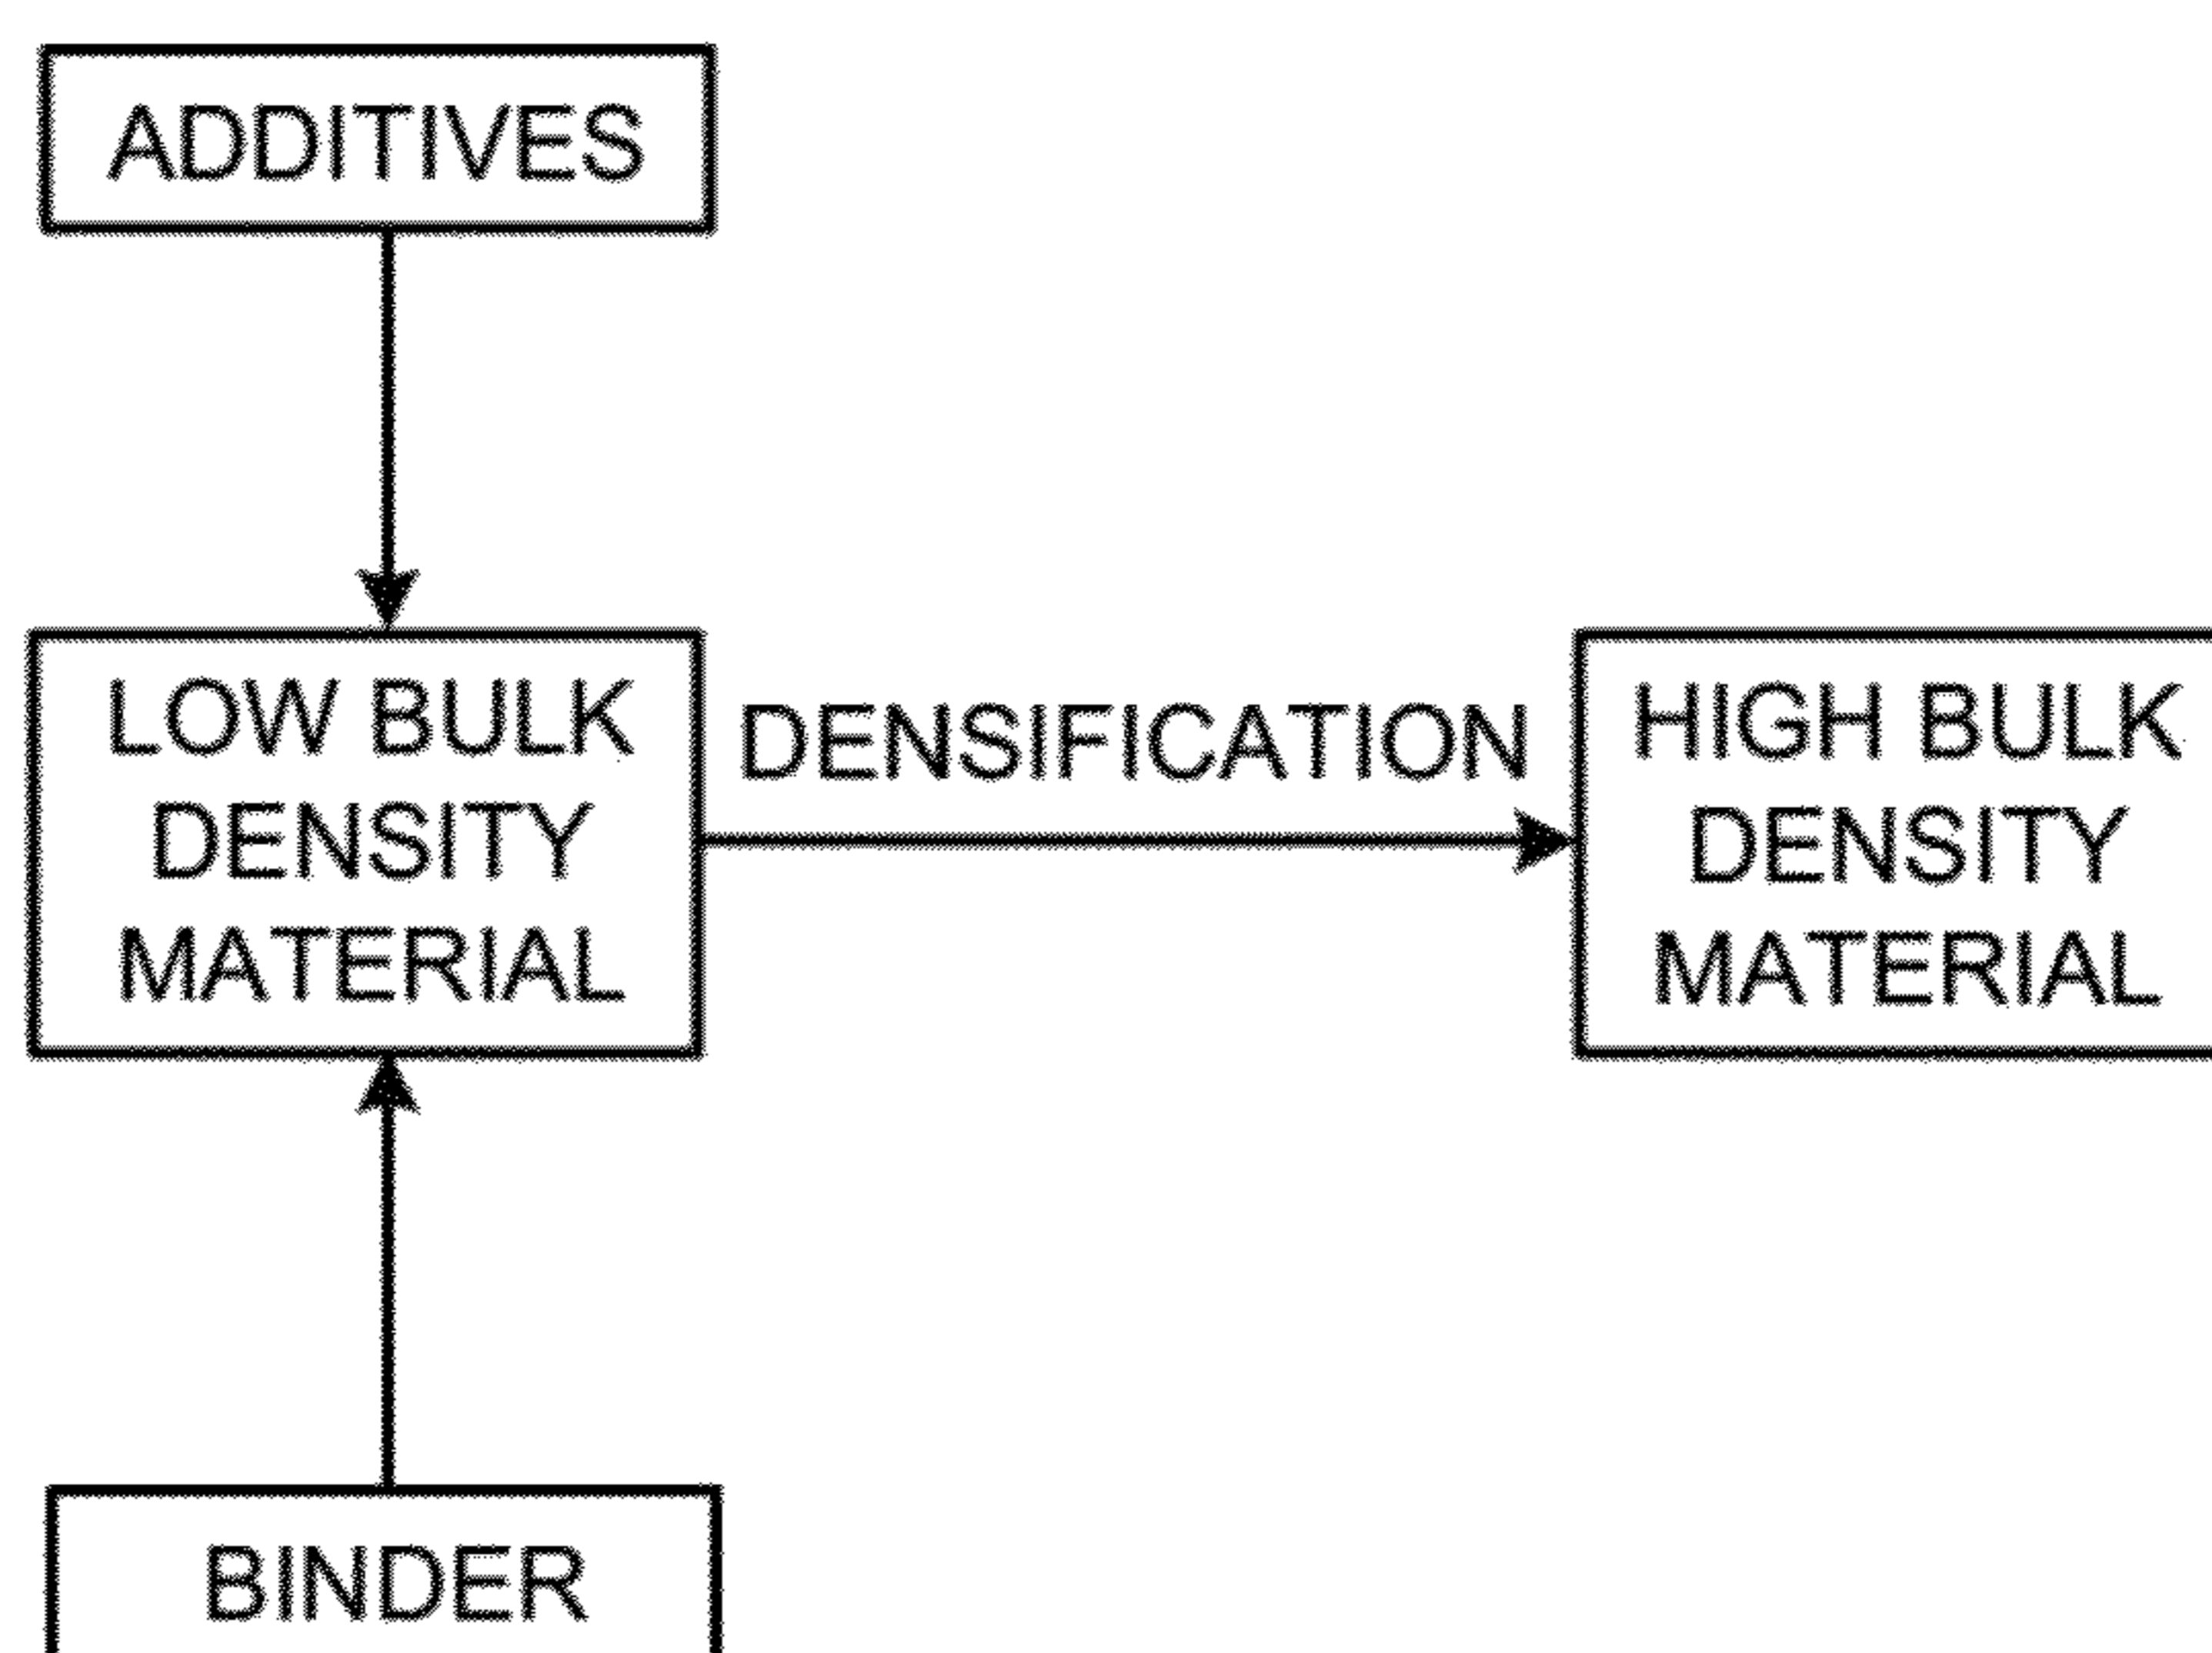 ADDITIVES
LOW BULK
DENSITY
MATERIAL
DENSIFICATION
HIGH BULK
DENSITY
MATERIAL
BINDER